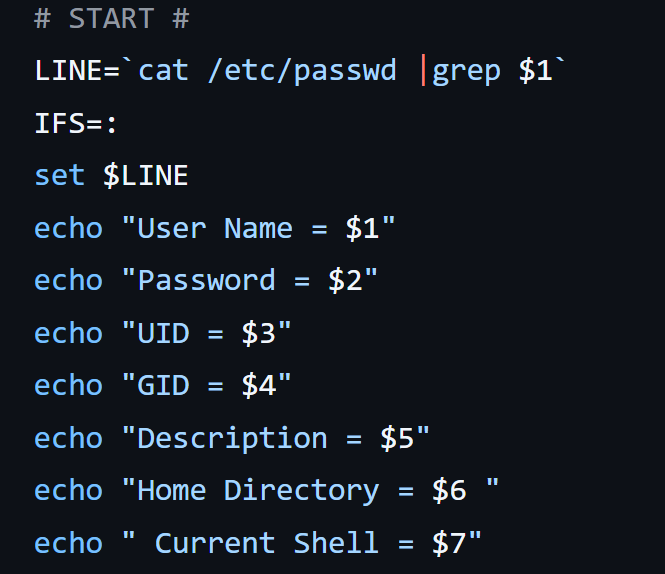 # START #
LINE=`cat /etc/passwd |grep $1`
IFS=:
set $LINE
echo "User Name = $1"
echo "Password = $2"
echo "UID = $3"
echo "GID = $4"
echo "Description = $5"
echo "Home Directory = $6 "
echo " Current Shell = $7"